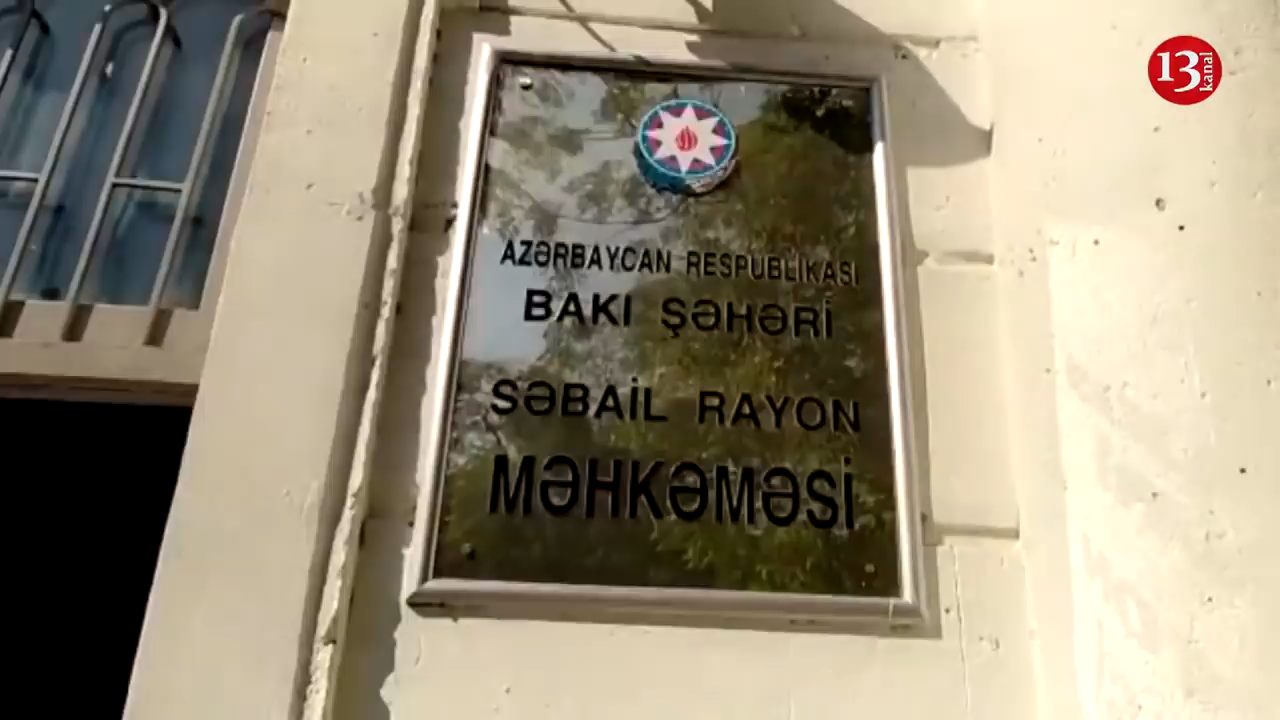 13
kanal
AZƏRBAYCAN RESPUBLİKASI
BAKI ŞƏHƏRİ
SƏBAİL RAYON
MƏHKƏMƏSİ